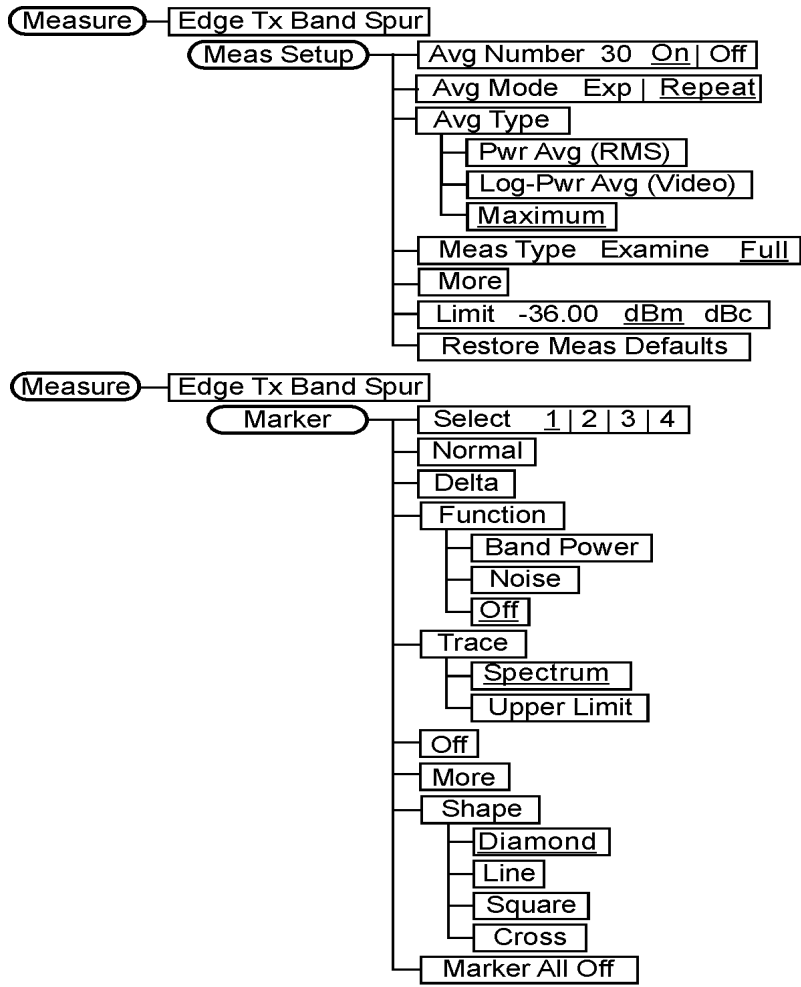 Measure Edge Tx Band Spur
Meas Setup Avg Number 30 On | Off
Avg Mode Exp | Repeat
Avg Type
Pwr Avg (RMS)
Log-Pwr Avg (Video)
Maximum
Meas Type Examine Full
More
Limit -36.00 dBm dBc
Restore Meas Defaults
Measure Edge Tx Band Spur
Marker Select 1 | 2 | 3 | 4
Normal
Delta
Function
Band Power
Noise
Off
Trace
Spectrum
Upper Limit
Off
More
Shape
Diamond
Line
Square
Cross
Marker All Off